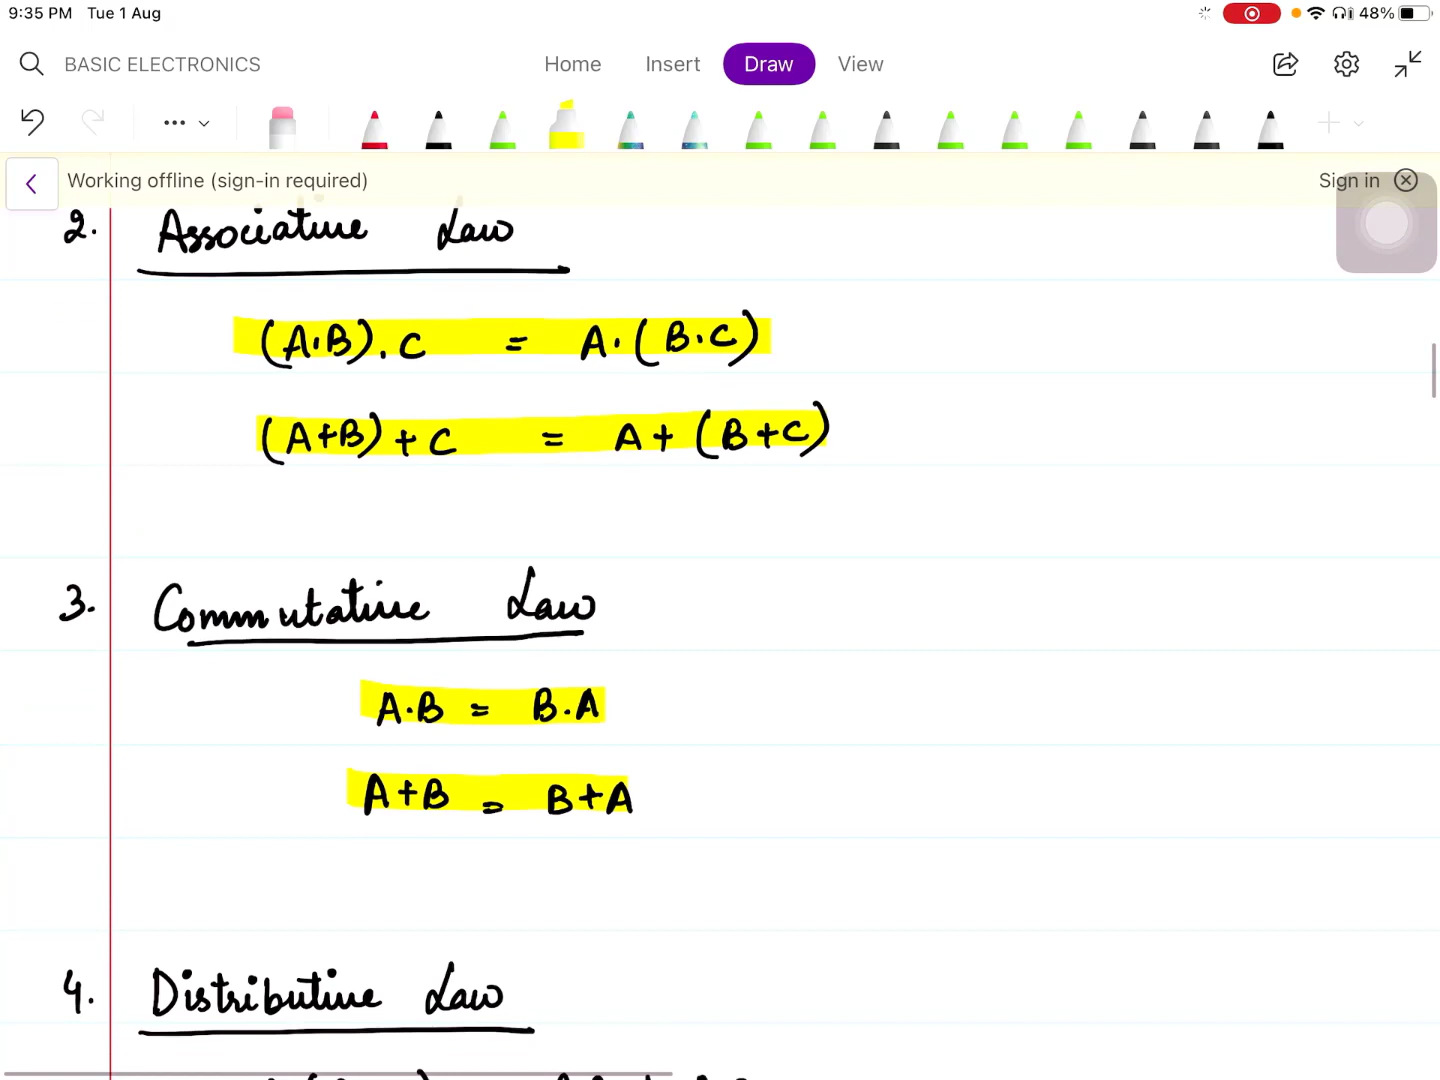 9:35 PM Tue 1 Aug 48%
BASIC ELECTRONICS Home Insert Draw View
Working offline (sign-in required) Sign in
2. Associative Law
(A·B).C = A·(B·C)
(A+B)+C = A+(B+C)
3. Commutative Law
A·B = B·A
A+B = B+A
4. Distributive Law